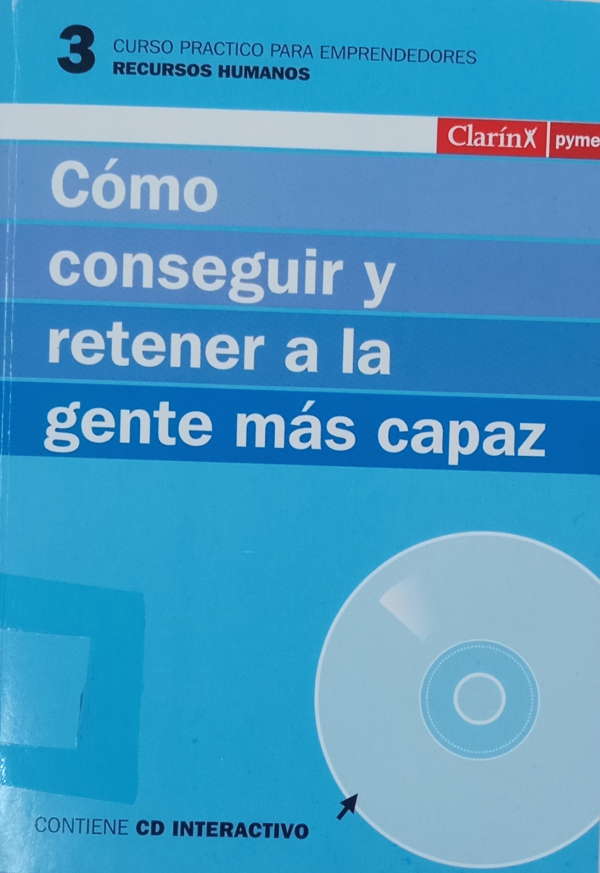 3
CURSO PRACTICO PARA EMPRENDEDORES
RECURSOS HUMANOS
Clarín pyme
Cómo
conseguir y
retener a la
gente más capaz
CONTIENE CD INTERACTIVO